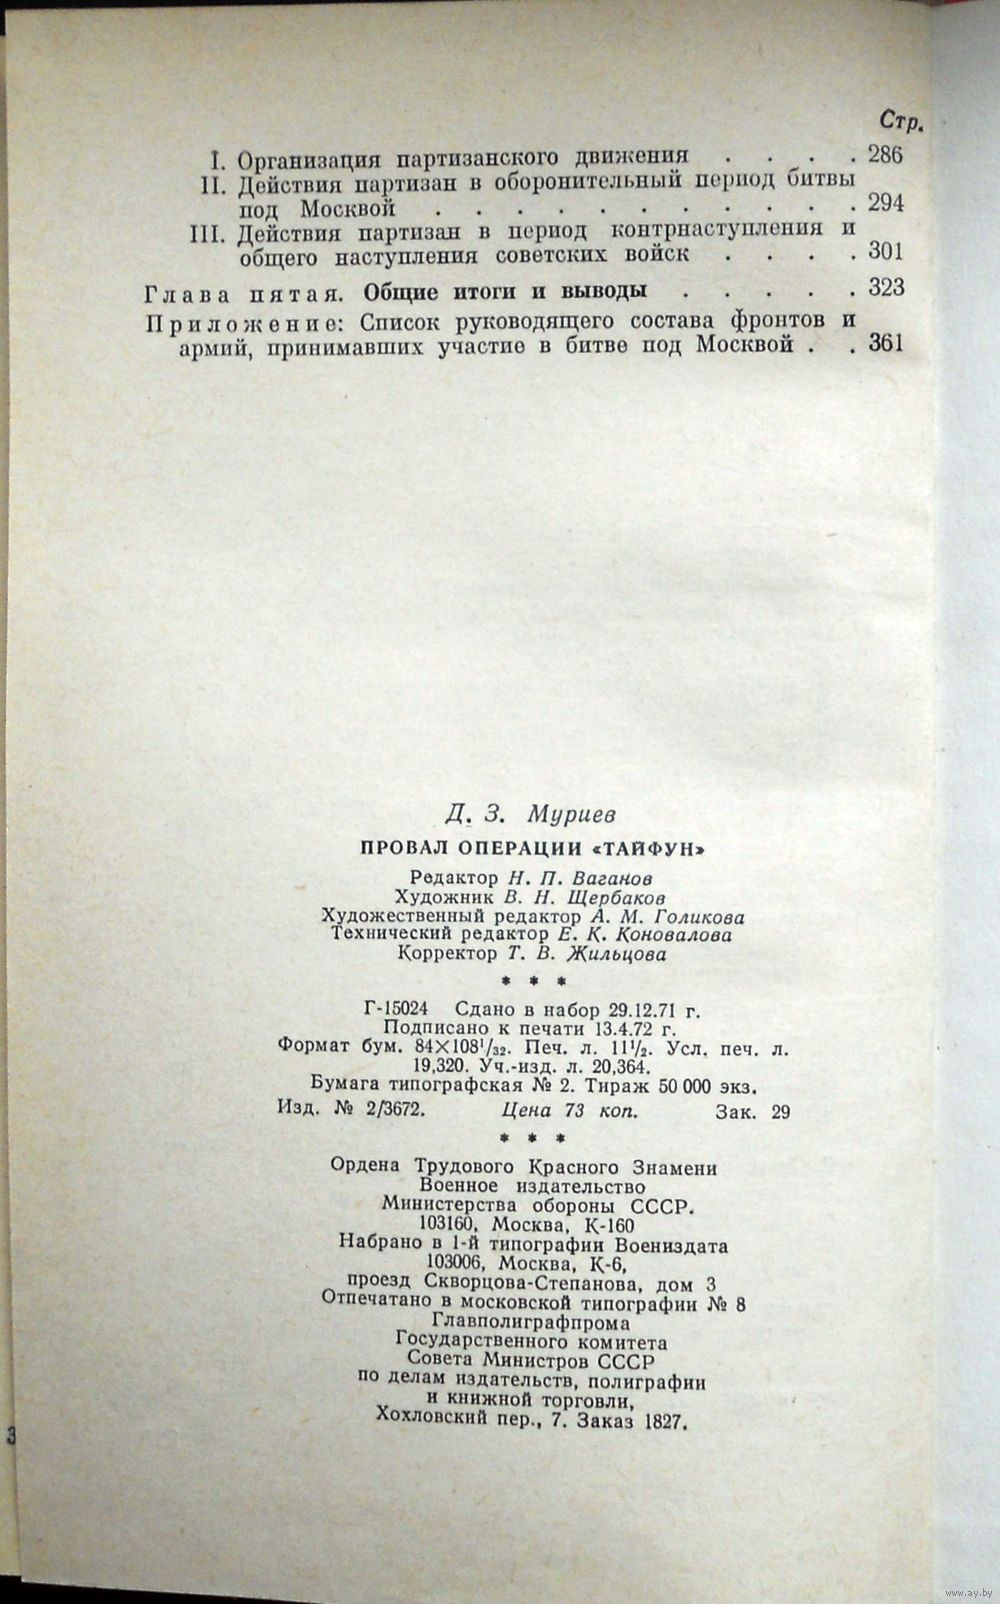 Стр.
I. Организация партизанского движения . . . . 286
II. Действия партизан в оборонительный период битвы
под Москвой . . . . . . . . . . . 294
III. Действия партизан в период контрнаступления и
общего наступления советских войск . . . . 301
Глава пятая. Общие итоги и выводы . . . . . 323
Приложение: Список руководящего состава фронтов и
армий, принимавших участие в битве под Москвой . . 361
Д. З. Муриев
ПРОВАЛ ОПЕРАЦИИ «ТАЙФУН»
Редактор Н. П. Ваганов
Художник В. Н. Щербаков
Художественный редактор А. М. Голикова
Технический редактор Е. К. Коновалова
Корректор Т. В. Жильцова
* * *
Г-15024 Сдано в набор 29.12.71 г.
Подписано к печати 13.4.72 г.
Формат бум. 84×108¹/₃₂. Печ. л. 11¹/₂. Усл. печ. л.
19,320. Уч.-изд. л. 20,364.
Бумага типографская № 2. Тираж 50 000 экз.
Изд. № 2/3672. Цена 73 коп. Зак. 29
* * *
Ордена Трудового Красного Знамени
Военное издательство
Министерства обороны СССР.
103160, Москва, К-160
Набрано в 1-й типографии Воениздата
103006, Москва, К-6,
проезд Скворцова-Степанова, дом 3
Отпечатано в московской типографии № 8
Главполиграфпрома
Государственного комитета
Совета Министров СССР
по делам издательств, полиграфии
и книжной торговли,
Хохловский пер., 7. Заказ 1827.
3
www.ay.by